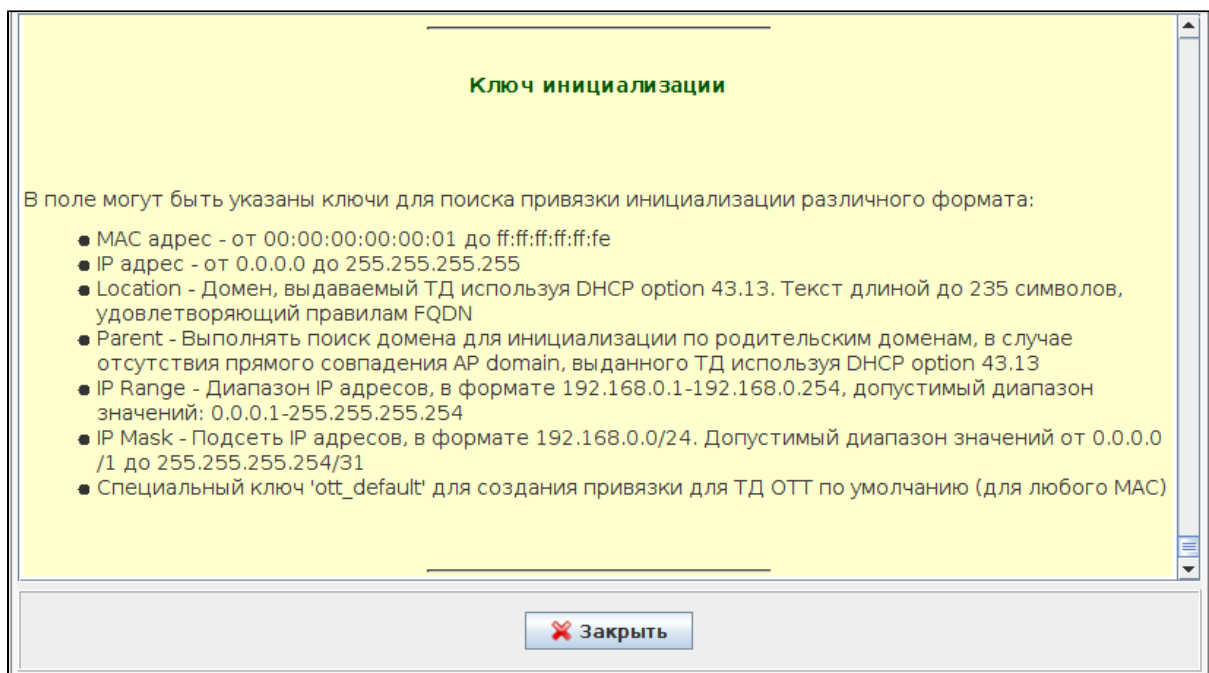 Ключ инициализации
В поле могут быть указаны ключи для поиска привязки инициализации различного формата:
MAC адрес - от 00:00:00:00:00:01 до ff:ff:ff:ff:ff:fe
IP адрес - от 0.0.0.0 до 255.255.255.255
Location - Домен, выдаваемый ТД используя DHCP option 43.13. Текст длиной до 235 символов,
удовлетворяющий правилам FQDN
Parent - Выполнять поиск домена для инициализации по родительским доменам, в случае
отсутствия прямого совпадения AP domain, выданного ТД используя DHCP option 43.13
IP Range - Диапазон IP адресов, в формате 192.168.0.1-192.168.0.254, допустимый диапазон
значений: 0.0.0.1-255.255.255.254
IP Mask - Подсеть IP адресов, в формате 192.168.0.0/24. Допустимый диапазон значений от 0.0.0.0
/1 до 255.255.255.254/31
Специальный ключ 'ott_default' для создания привязки для ТД OTT по умолчанию (для любого MAC)
Закрыть